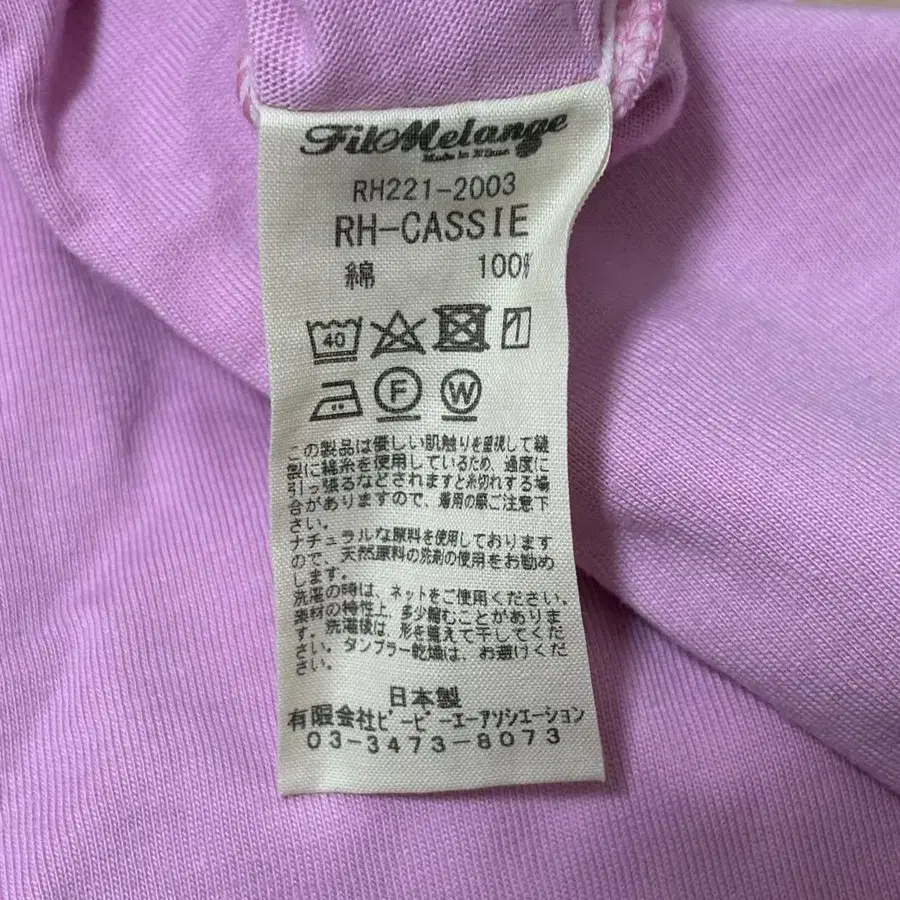 FilMelange
Made in Nihon
RH221-2003
RH-CASSIE
綿 100%
40
F W
この製品は優しい肌触りを重視して縫
製に綿糸を使用しているため、過度に
引っ張るなどされますと糸切れする場
合がありますので、着用の際ご注意下
さい。
ナチュラルな原料を使用しております
ので、天然原料の洗剤の使用をお勧め
します。
洗濯の時は、ネットをご使用ください。
素材の特性上、多少縮むことがありま
す。洗濯後は、形を整えて干してくだ
さい。タンブラー乾燥は、お避けくだ
さい。
日本製
有限会社ビーピーエーアソシエーション
03-3473-8073